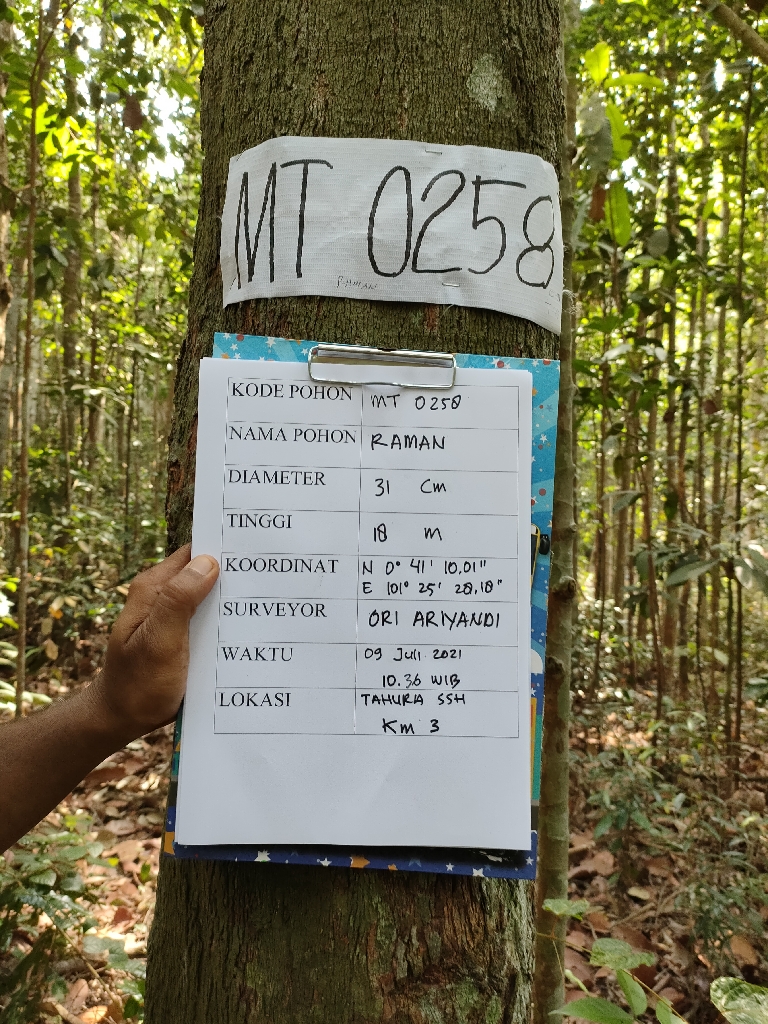 MT 0258
RAMAN
KODE POHON MT 0258
NAMA POHON RAMAN
DIAMETER 31 cm
TINGGI 18 m
KOORDINAT N 0° 41' 10,01"
E 101° 25' 28,18"
SURVEYOR ORI ARIYANDI
WAKTU 09 Juli 2021
10.36 WIB
LOKASI TAHURA SSH
Km 3